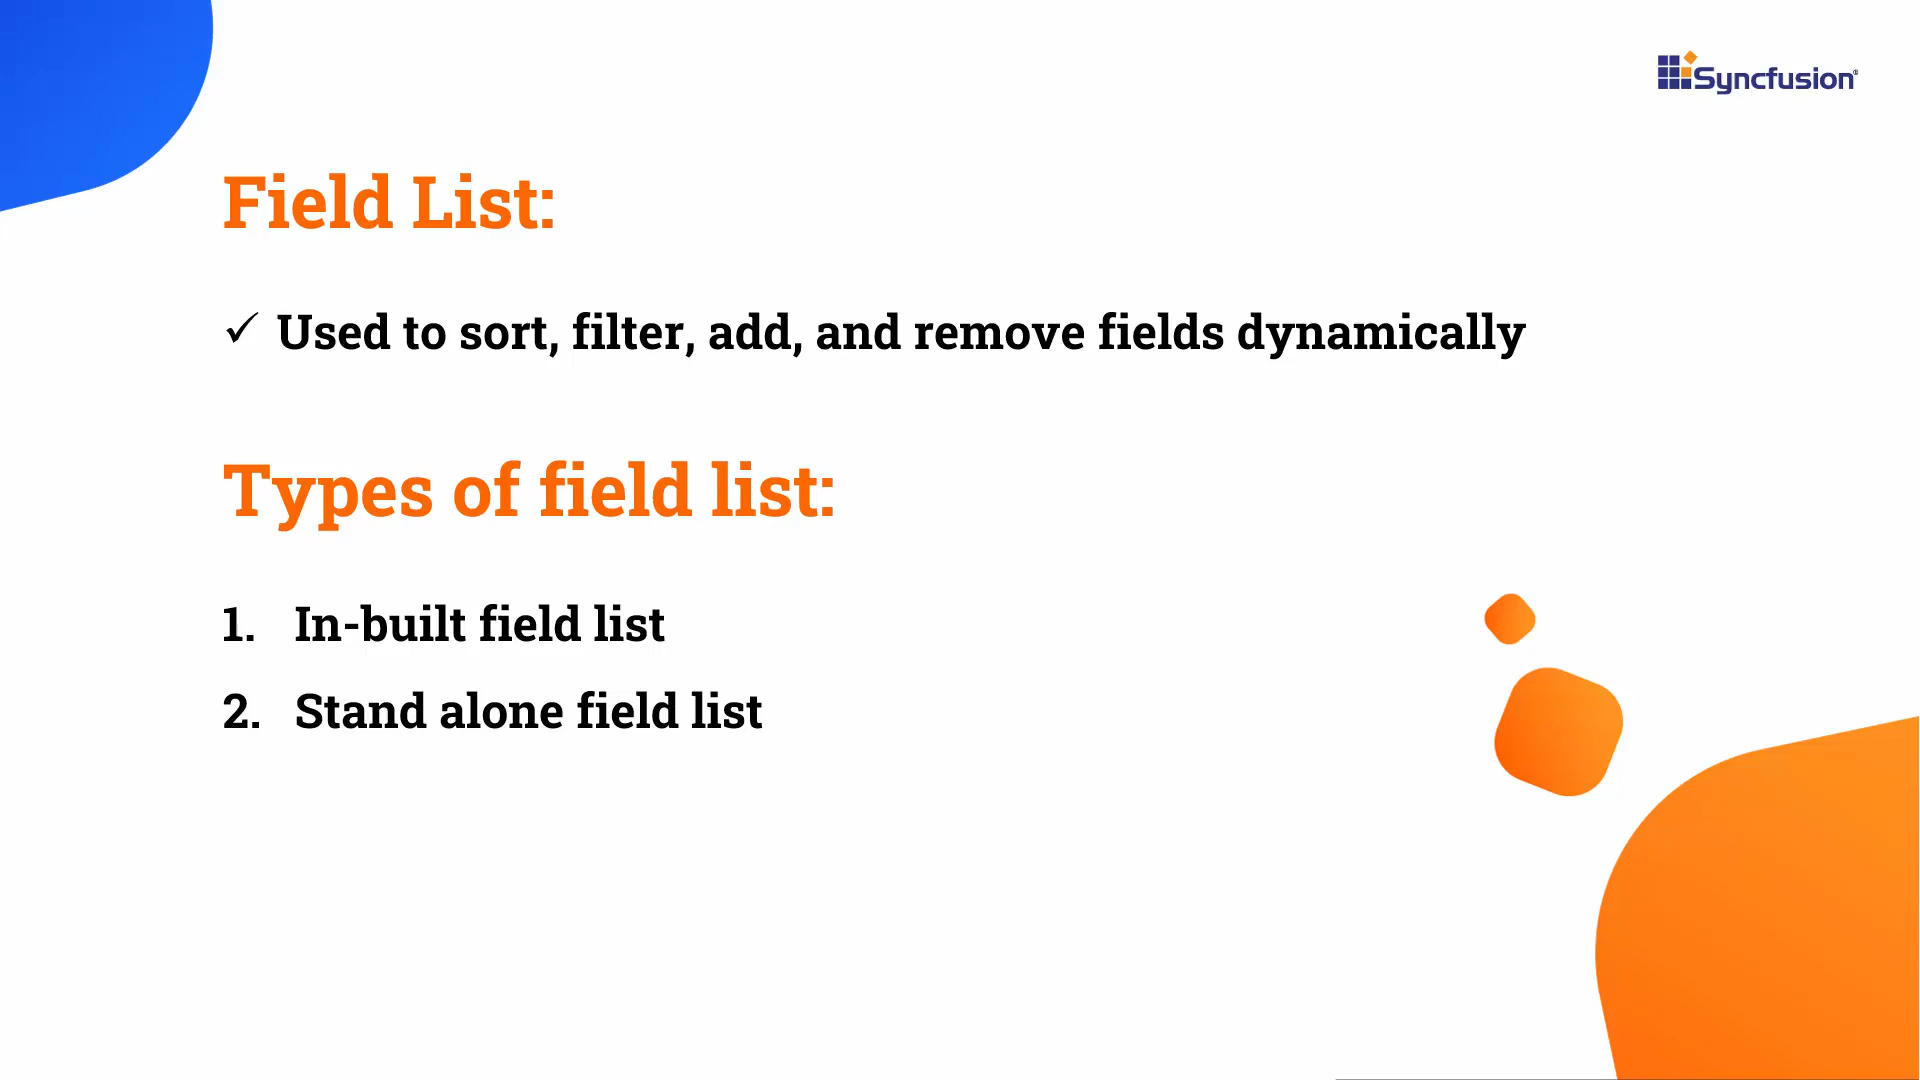 Syncfusion®
Field List:
✓ Used to sort, filter, add, and remove fields dynamically
Types of field list:
1. In-built field list
2. Stand alone field list